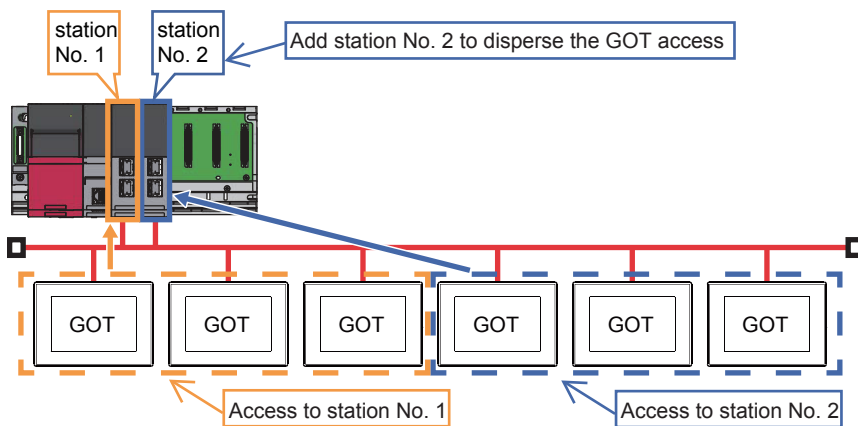 station
No. 1
station
No. 2
Add station No. 2 to disperse the GOT access
GOT
GOT
GOT
GOT
GOT
GOT
Access to station No. 1
Access to station No. 2